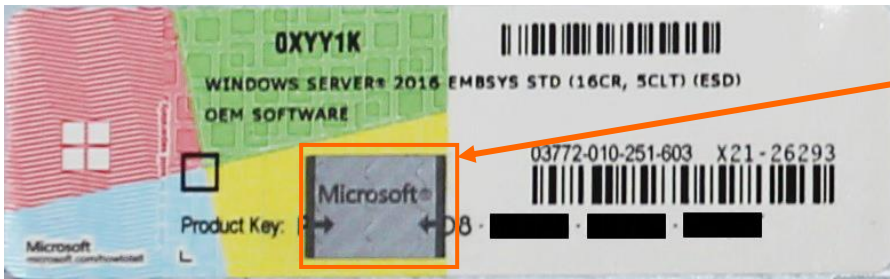 0XYY1K
WINDOWS SERVER® 2016 EMBSYS STD (16CR, 5CLT) (ESD)
OEM SOFTWARE
03772-010-251-603 X21-26293
Microsoft®
Product Key:
Microsoft
microsoft.com/howtotell